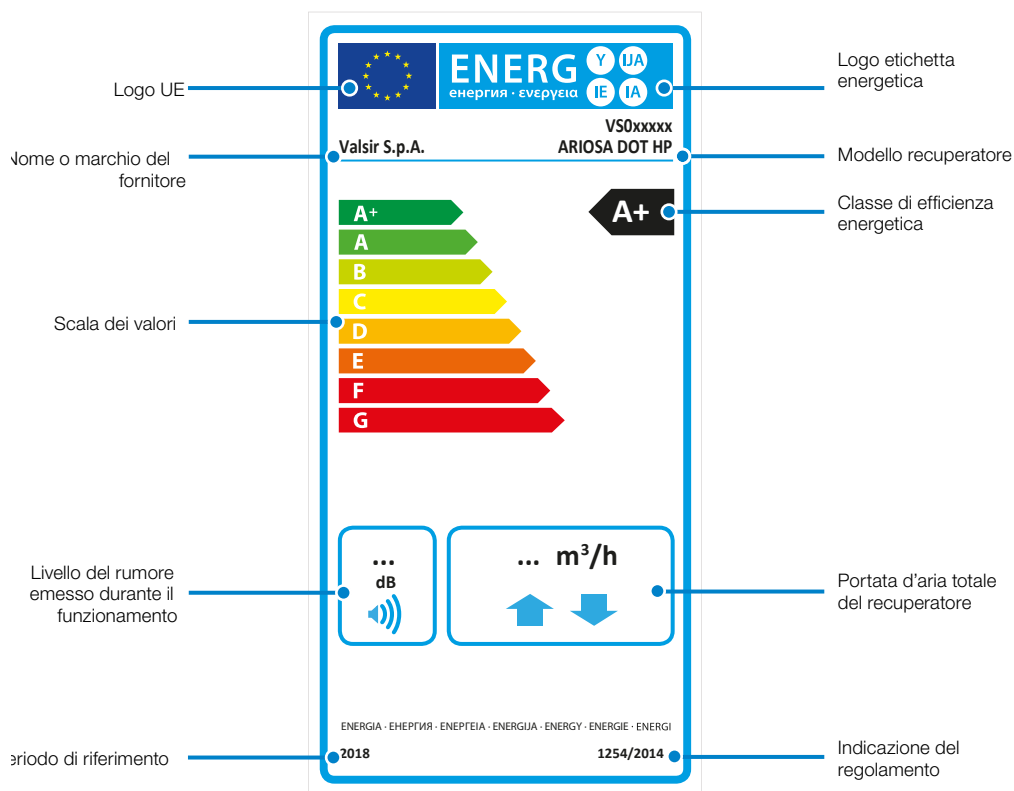 Logo UE
ENERG
енергия · ενεργεια
Y
IJA
IE
IA
Logo etichetta
energetica
VS0xxxxx
Valsir S.p.A.
ARIOSA DOT HP
Nome o marchio del
fornitore
Modello recuperatore
A+
Classe di efficienza
energetica
A+
A
B
C
D
E
F
G
Scala dei valori
Livello del rumore
emesso durante il
funzionamento
...
dB
... m³/h
Portata d'aria totale
del recuperatore
ENERGIA · ЕНЕРГИЯ · ΕΝΕΡΓΕΙΑ · ENERGIJA · ENERGY · ENERGIE · ENERGI
eriodo di riferimento
2018
1254/2014
Indicazione del
regolamento